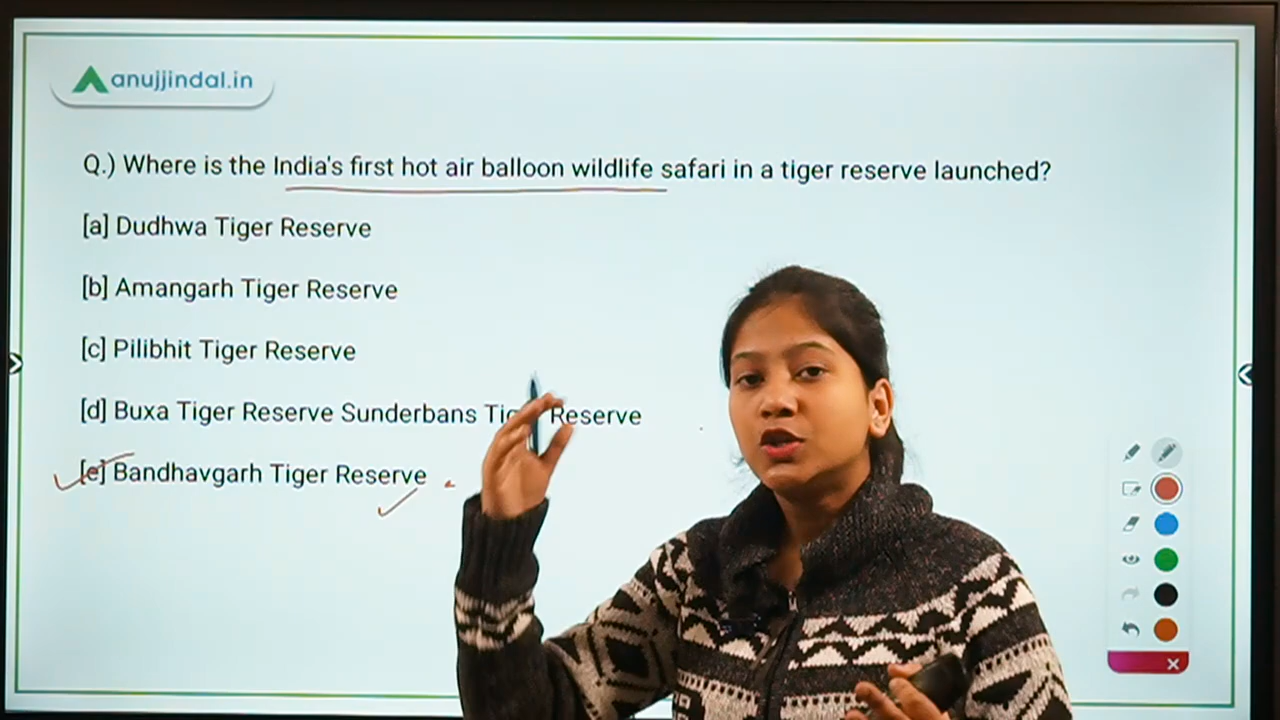 anujjindal.in
Q.) Where is the India's first hot air balloon wildlife safari in a tiger reserve launched?
[a] Dudhwa Tiger Reserve
[b] Amangarh Tiger Reserve
[c] Pilibhit Tiger Reserve
[d] Buxa Tiger Reserve Sunderbans Reserve
[e] Bandhavgarh Tiger Reserve